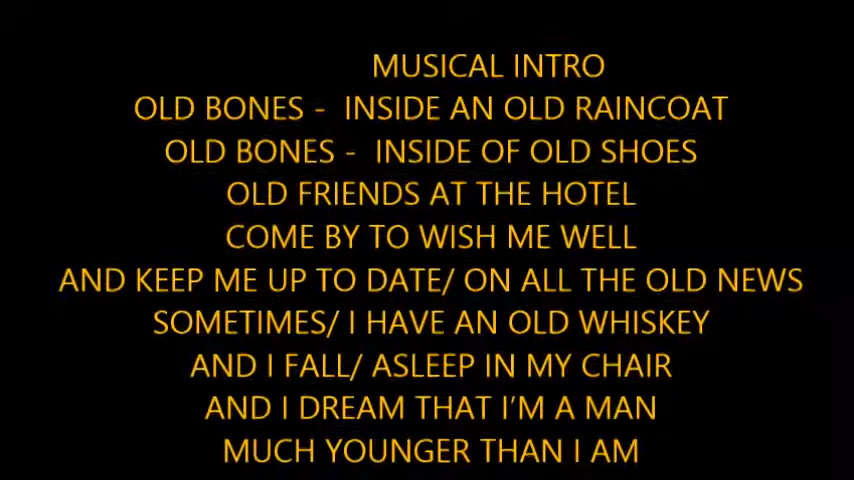 MUSICAL INTRO
OLD BONES -  INSIDE AN OLD RAINCOAT
OLD BONES -  INSIDE OF OLD SHOES
OLD FRIENDS AT THE HOTEL
COME BY TO WISH ME WELL
AND KEEP ME UP TO DATE/ ON ALL THE OLD NEWS
SOMETIMES/ I HAVE AN OLD WHISKEY
AND I FALL/ ASLEEP IN MY CHAIR
AND I DREAM THAT I’M A MAN
MUCH YOUNGER THAN I AM